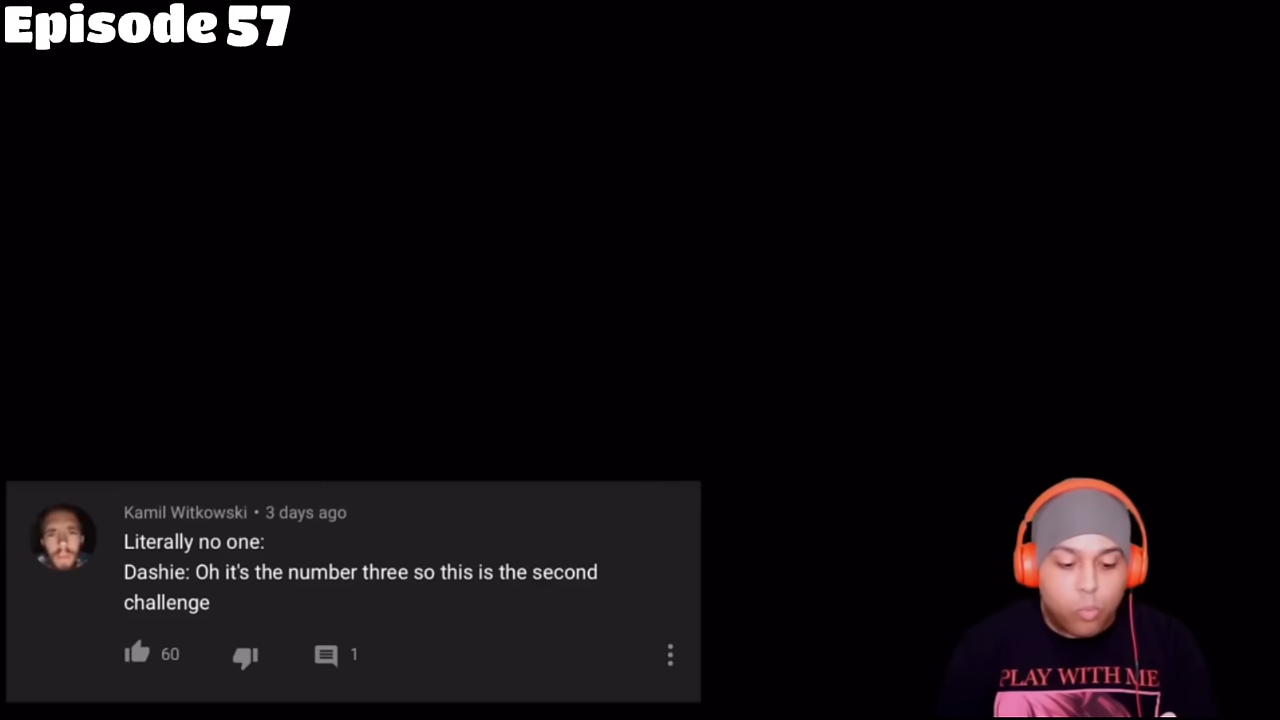 Episode 57
Kamil Witkowski • 3 days ago
Literally no one:
Dashie: Oh it's the number three so this is the second
challenge
60
1
PLAY WITH ME